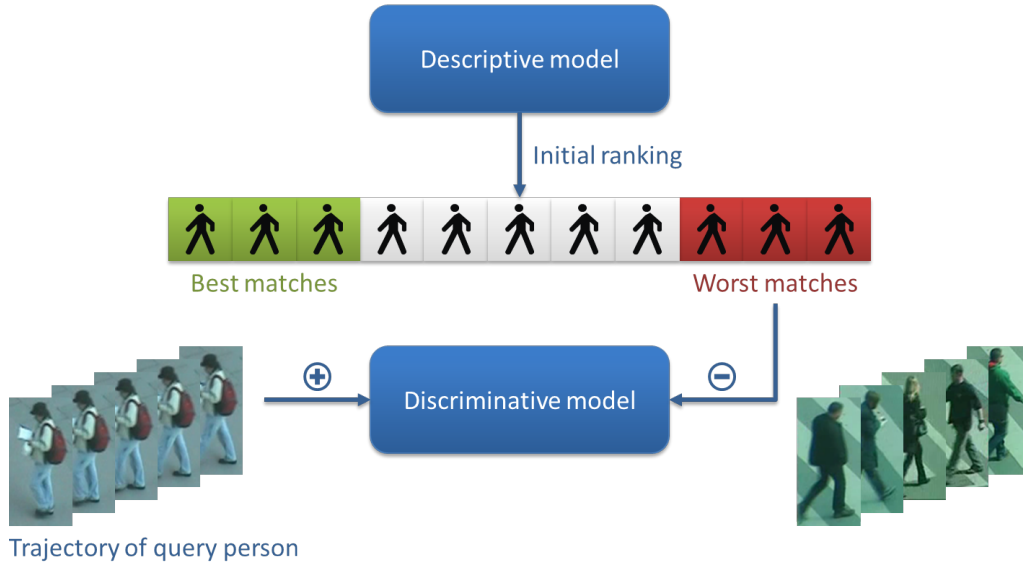 Descriptive model
Initial ranking
Best matches
Worst matches
Discriminative model
Trajectory of query person